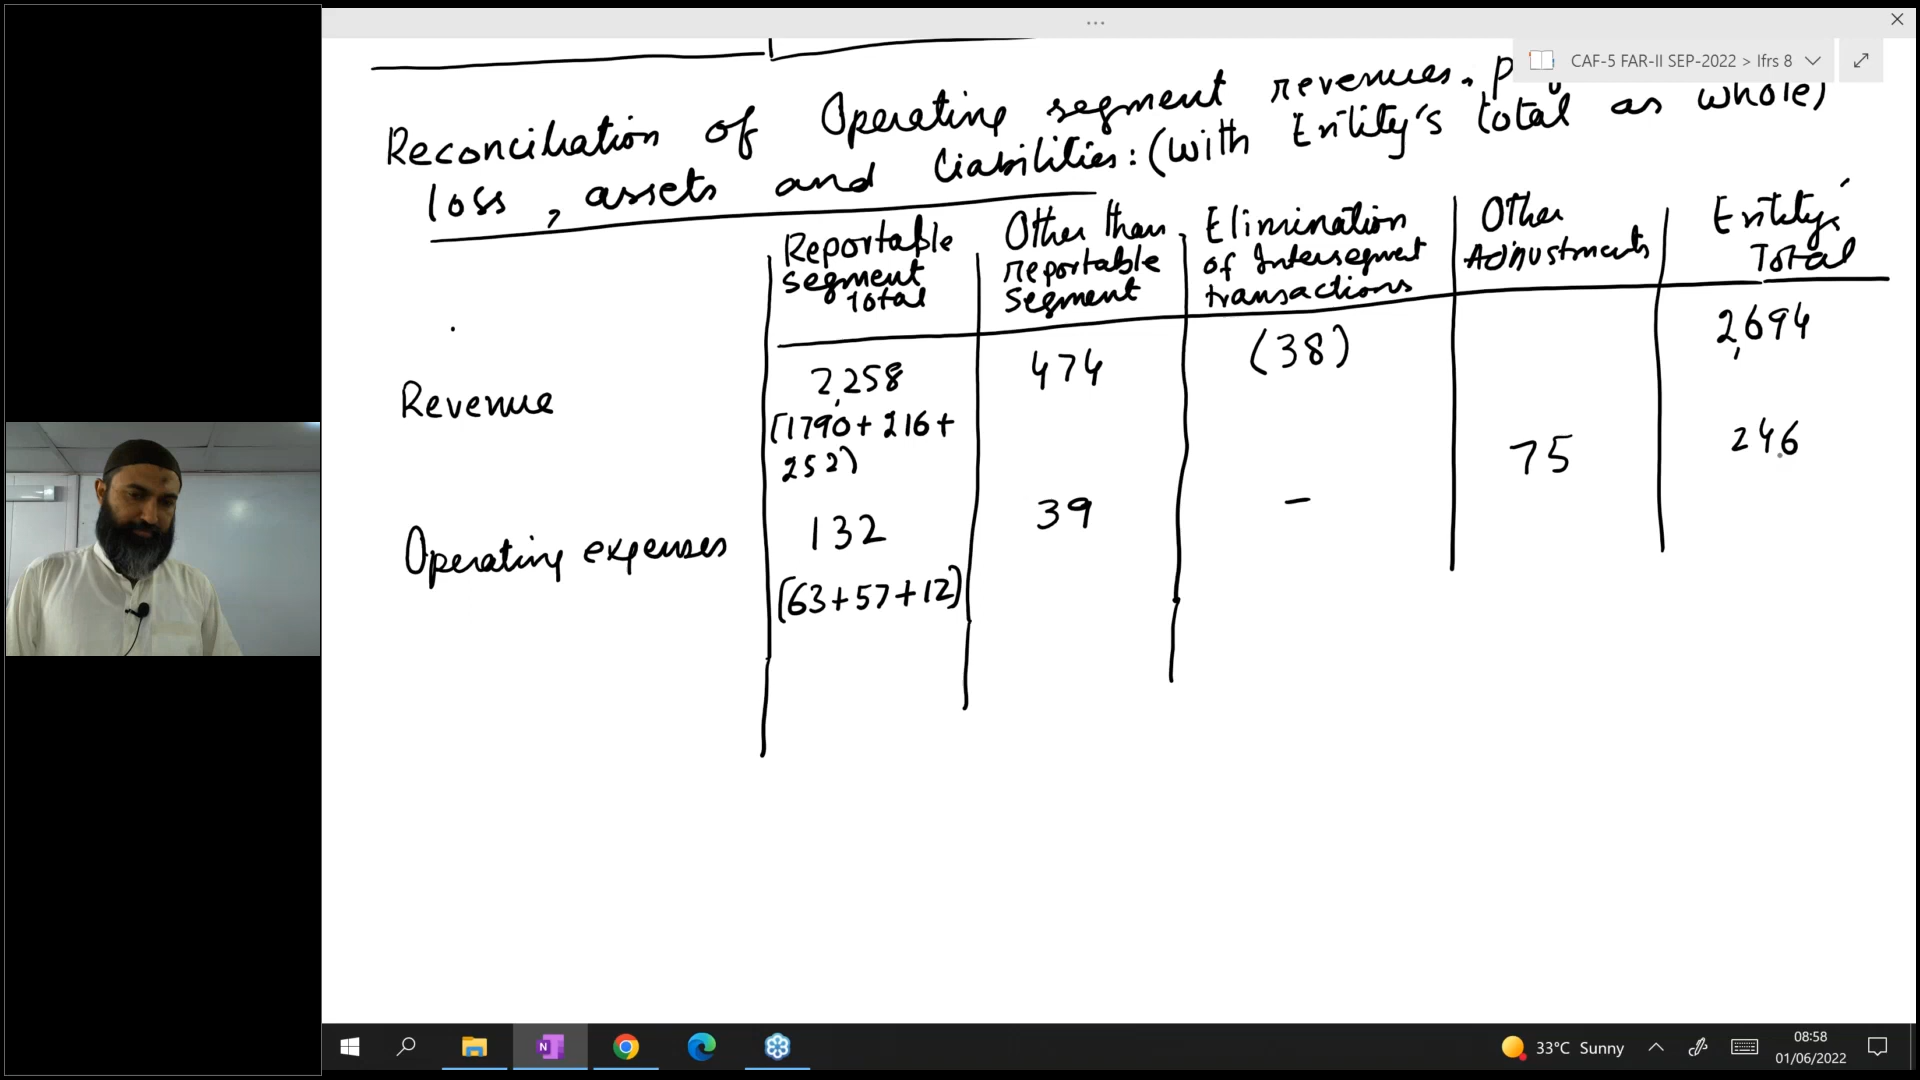 CAF-5 FAR-II SEP-2022 > Ifrs 8
Reconciliation of Operating segment revenues.
loss, assets and liabilities: (with Entity's total as whole)
Reportable segment total
Other than reportable segment
Elimination of Intersegment transactions
Other Adjustments
Entity's Total
Revenue 2,258 474 (38) 2,694
(1790 + 216 +
252)
Operating expenses 132 39 - 75 246
(63+57+12)
33°C Sunny
08:58
01/06/2022